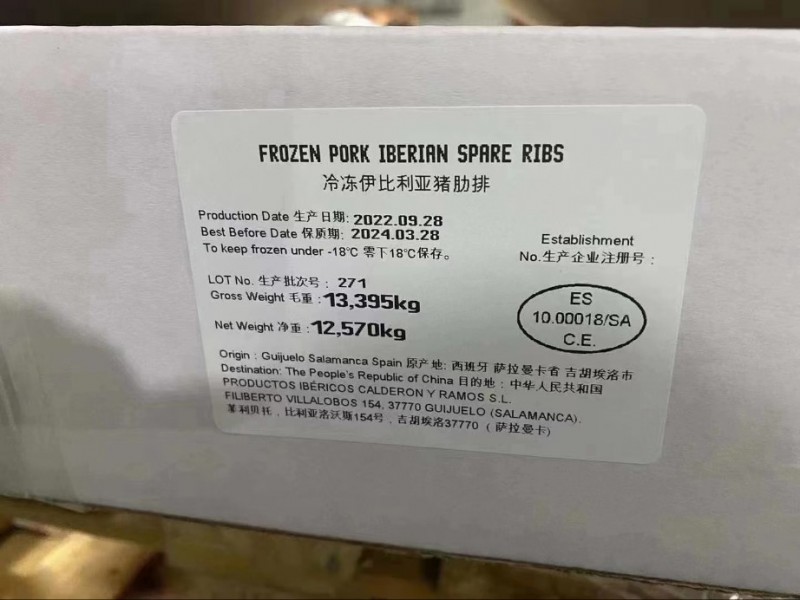 FROZEN PORK IBERIAN SPARE RIBS
冷冻伊比利亚猪肋排
Production Date 生产日期: 2022.09.28
Best Before Date 保质期: 2024.03.28
To keep frozen under -18℃ 零下18℃保存。
LOT No. 生产批次号: 271
Gross Weight 毛重: 13,395kg
Net Weight 净重: 12,570kg
Establishment
No.生产企业注册号:
ES
10.00018/SA
C.E.
Origin : Guijuelo Salamanca Spain 原产地: 西班牙 萨拉曼卡省 吉胡埃洛市
Destination: The People's Republic of China 目的地: 中华人民共和国
PRODUCTOS IBÉRICOS CALDERON Y RAMOS S.L.
FILIBERTO VILLALOBOS 154, 37770 GUIJUELO (SALAMANCA).
利贝托, 比利亚洛沃斯154号, 吉胡埃洛37770 ( 萨拉曼卡)